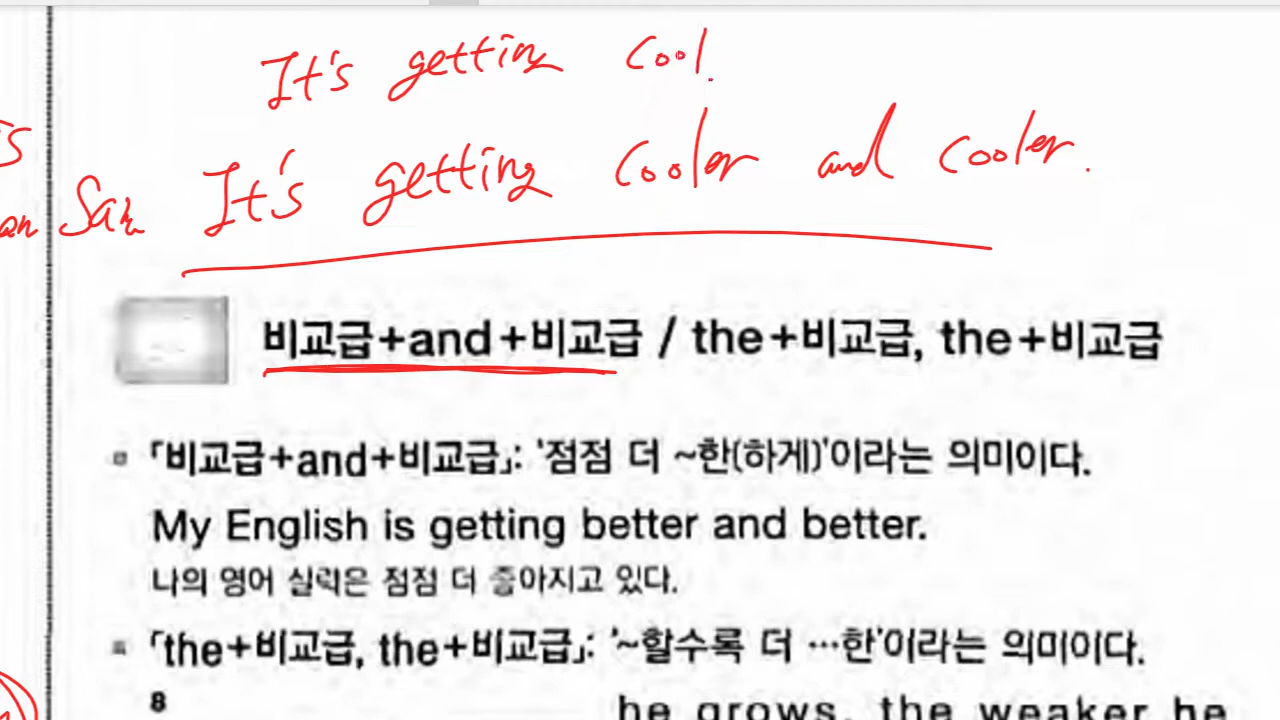 It's getting cool.
It's getting cooler and cooler.
San
비교급+and+비교급 / the+비교급, the+비교급
「비교급+and+비교급」: '점점 더 ~한(하게)'이라는 의미이다.
My English is getting better and better.
나의 영어 실력은 점점 더 좋아지고 있다.
「the+비교급, the+비교급」: '~할수록 더 …한'이라는 의미이다.
8
he grows, the weaker he